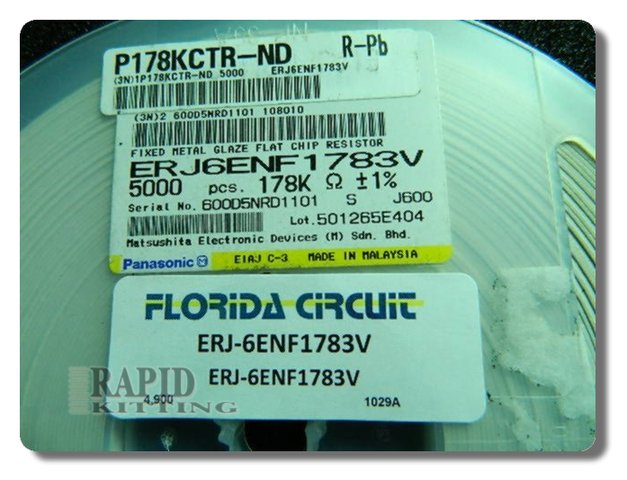 P178KCTR-ND R-Pb
(3N)1P178KCTR-ND 5000 ERJ6ENF1783V
(3N)2 600D5NRD1101 108010
FIXED METAL GLAZE FLAT CHIP RESISTOR
ERJ6ENF1783V
5000 pcs. 178K Ω ±1%
Serial No. 600D5NRD1101 S J600
Lot. 501265E404
Matsushita Electronic Devices (M) Sdn. Bhd.
Panasonic M EIAJ C-3 MADE IN MALAYSIA
FLORIDA CIRCUIT
ERJ-6ENF1783V
ERJ-6ENF1783V
RAPID
KITTING
4,900 1029A